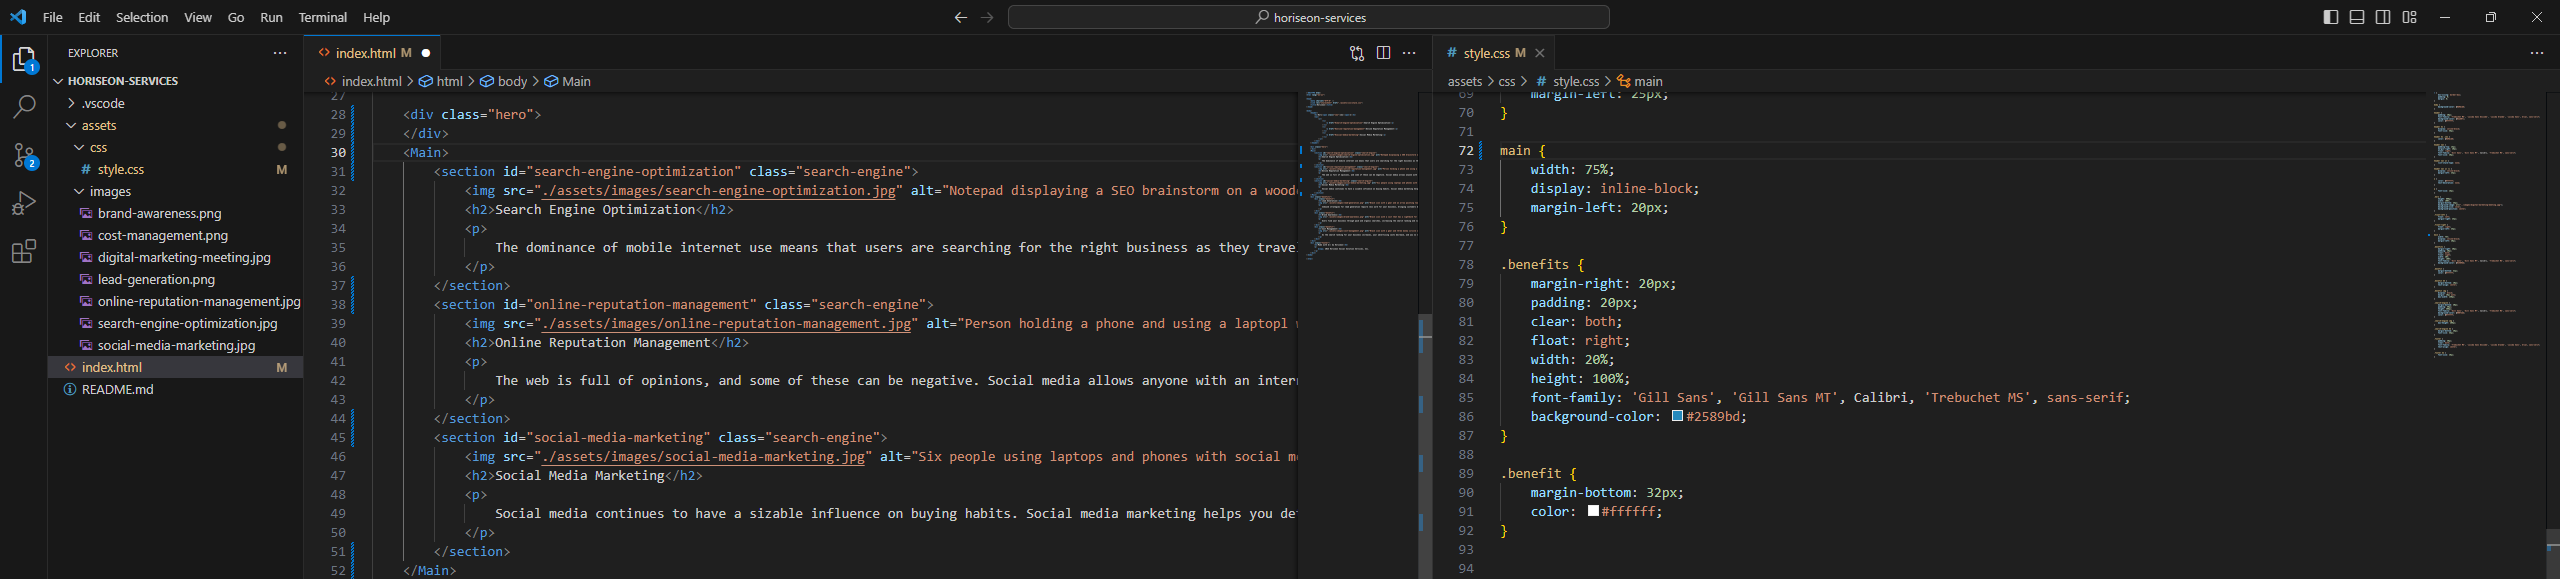 File Edit Selection View Go Run Terminal Help
horiseon-services
EXPLORER
HORISEON-SERVICES
.vscode
assets
css
# style.css M
images
brand-awareness.png
cost-management.png
digital-marketing-meeting.jpg
lead-generation.png
online-reputation-management.jpg
search-engine-optimization.jpg
social-media-marketing.jpg
<> index.html M
README.md
1
2
<> index.html M
<> index.html > html > body > Main
27
28 <div class="hero">
29 </div>
30 <Main>
31 <section id="search-engine-optimization" class="search-engine">
32 <img src="./assets/images/search-engine-optimization.jpg" alt="Notepad displaying a SEO brainstorm on a
33 <h2>Search Engine Optimization</h2>
34 <p>
35 The dominance of mobile internet use means that users are searching for the right business as they
36 </p>
37 </section>
38 <section id="online-reputation-management" class="search-engine">
39 <img src="./assets/images/online-reputation-management.jpg" alt="Person holding a phone and using a laptopl
40 <h2>Online Reputation Management</h2>
41 <p>
42 The web is full of opinions, and some of these can be negative. Social media allows anyone with an
43 </p>
44 </section>
45 <section id="social-media-marketing" class="search-engine">
46 <img src="./assets/images/social-media-marketing.jpg" alt="Six people using laptops and phones with social
47 <h2>Social Media Marketing</h2>
48 <p>
49 Social media continues to have a sizable influence on buying habits. Social media marketing helps you
50 </p>
51 </section>
52 </Main>
# style.css M
assets > css > # style.css > main
69 margin-left: 25px;
70 }
71
72 main {
73 width: 75%;
74 display: inline-block;
75 margin-left: 20px;
76 }
77
78 .benefits {
79 margin-right: 20px;
80 padding: 20px;
81 clear: both;
82 float: right;
83 width: 20%;
84 height: 100%;
85 font-family: 'Gill Sans', 'Gill Sans MT', Calibri, 'Trebuchet MS', sans-serif;
86 background-color: #2589bd;
87 }
88
89 .benefit {
90 margin-bottom: 32px;
91 color: #ffffff;
92 }
93
94